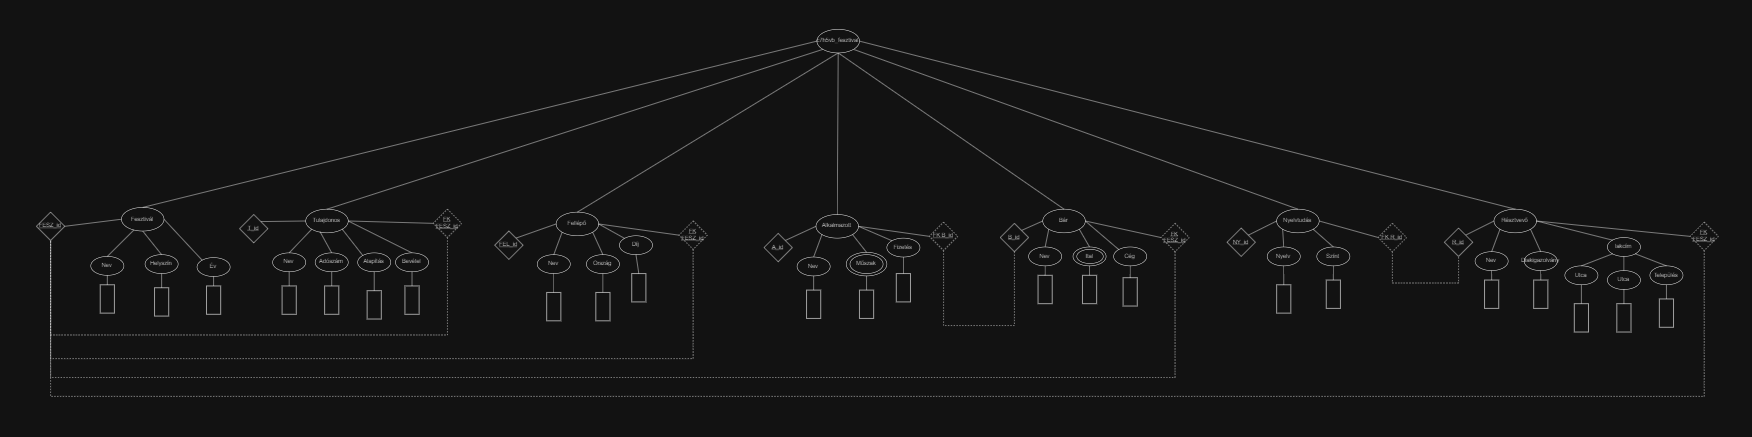 Fesztivál
Tulajdonos
Fellépő
Alkalmazott
Bár
Nyelvtudás
Résztvevő
FESZ_id
T_id
FK
FESZ_id
FEL_id
FK
FESZ_id
A_id
FK B_id
B_id
FK
FESZ_id
NY_id
FK R_id
R_id
FK
FESZ_id
Nev
Helyszín
Ev
Nev
Adószám
Alapítás
Bevétel
Nev
Ország
Díj
Nev
Műszak
Fizetés
Nev
Ital
Cég
Nyelv
Szint
Nev
lakcím
Utca
Utca
település